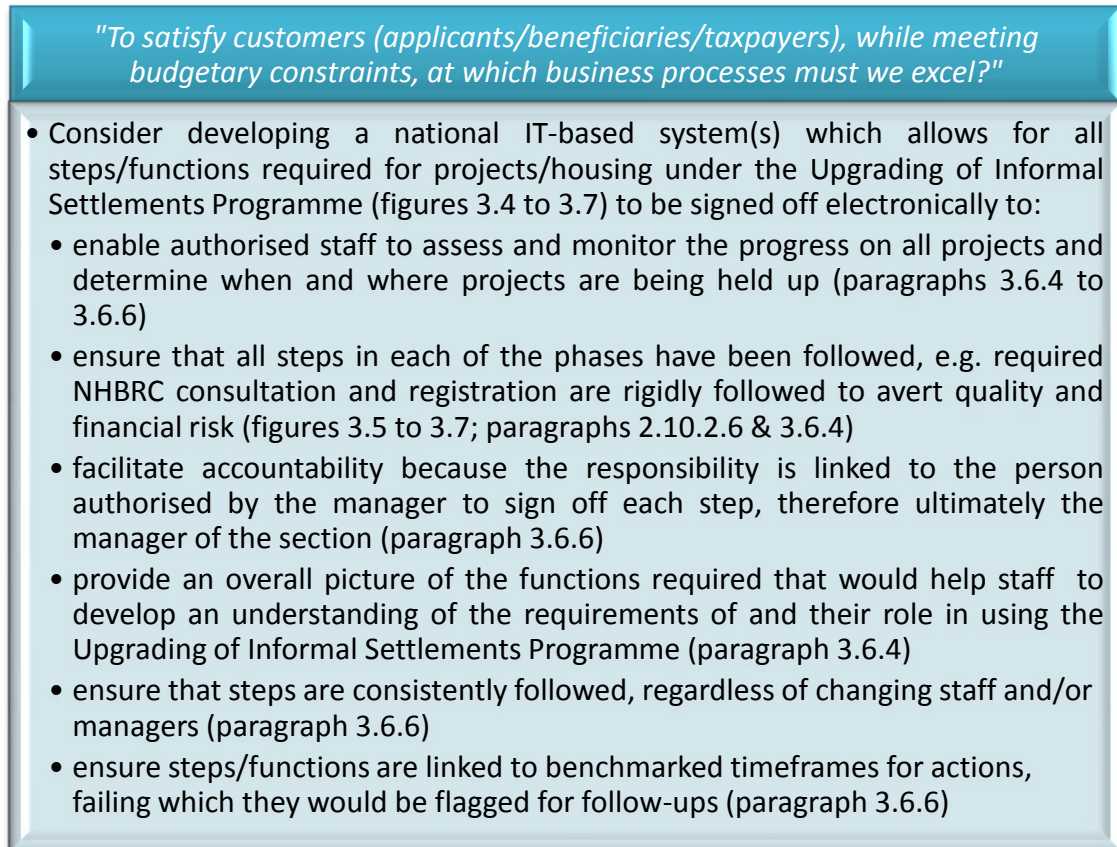 "To satisfy customers (applicants/beneficiaries/taxpayers), while meeting
budgetary constraints, at which business processes must we excel?"
• Consider developing a national IT-based system(s) which allows for all
steps/functions required for projects/housing under the Upgrading of Informal
Settlements Programme (figures 3.4 to 3.7) to be signed off electronically to:
• enable authorised staff to assess and monitor the progress on all projects and
determine when and where projects are being held up (paragraphs 3.6.4 to
3.6.6)
• ensure that all steps in each of the phases have been followed, e.g. required
NHBRC consultation and registration are rigidly followed to avert quality and
financial risk (figures 3.5 to 3.7; paragraphs 2.10.2.6 & 3.6.4)
• facilitate accountability because the responsibility is linked to the person
authorised by the manager to sign off each step, therefore ultimately the
manager of the section (paragraph 3.6.6)
• provide an overall picture of the functions required that would help staff to
develop an understanding of the requirements of and their role in using the
Upgrading of Informal Settlements Programme (paragraph 3.6.4)
• ensure that steps are consistently followed, regardless of changing staff and/or
managers (paragraph 3.6.6)
• ensure steps/functions are linked to benchmarked timeframes for actions,
failing which they would be flagged for follow-ups (paragraph 3.6.6)